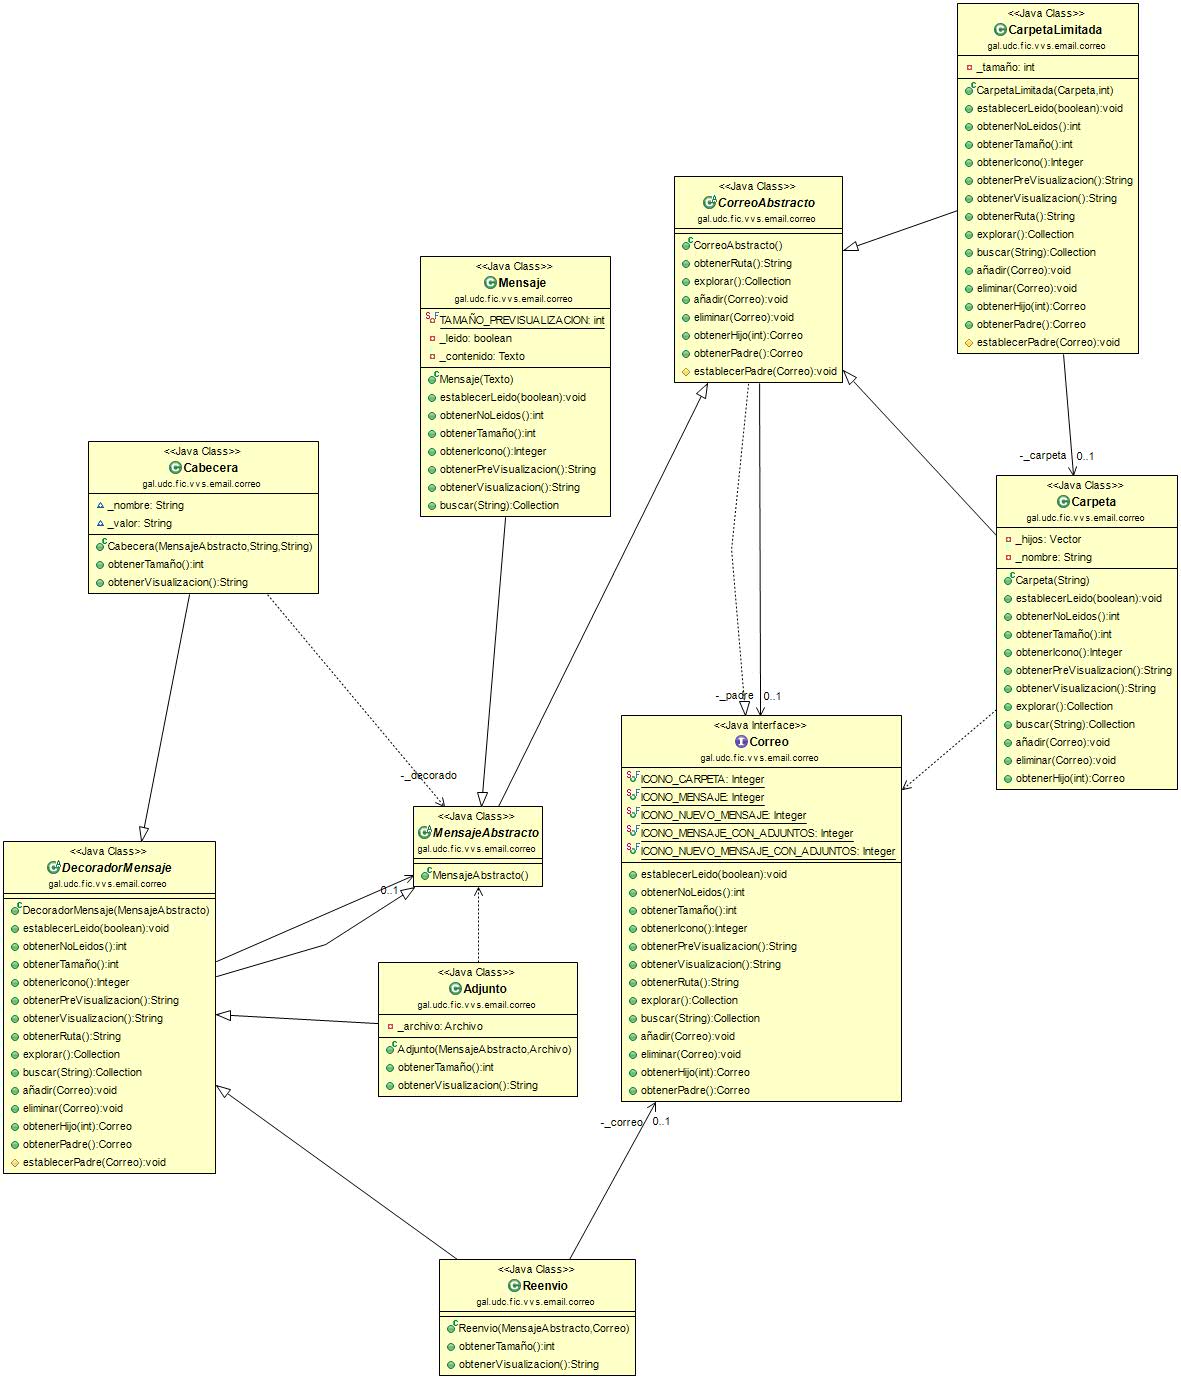 <<Java Class>>
CarpetaLimitada
gal.udc.fic.vvs.email.correo
_tamaño: int
CarpetaLimitada(Carpeta,int)
establecerLeido(boolean):void
obtenerNoLeidos():int
obtenerTamaño():int
obtenerIcono():Integer
obtenerPreVisualizacion():String
obtenerVisualizacion():String
obtenerRuta():String
explorar():Collection
buscar(String):Collection
añadir(Correo):void
eliminar(Correo):void
obtenerHijo(int):Correo
obtenerPadre():Correo
establecerPadre(Correo):void
<<Java Class>>
CorreoAbstracto
gal.udc.fic.vvs.email.correo
CorreoAbstracto()
obtenerRuta():String
explorar():Collection
añadir(Correo):void
eliminar(Correo):void
obtenerHijo(int):Correo
obtenerPadre():Correo
establecerPadre(Correo):void
<<Java Class>>
Mensaje
gal.udc.fic.vvs.email.correo
TAMAÑO_PREVISUALIZACION: int
_leido: boolean
_contenido: Texto
Mensaje(Texto)
establecerLeido(boolean):void
obtenerNoLeidos():int
obtenerTamaño():int
obtenerIcono():Integer
obtenerPreVisualizacion():String
obtenerVisualizacion():String
buscar(String):Collection
<<Java Class>>
Cabecera
gal.udc.fic.vvs.email.correo
_nombre: String
_valor: String
Cabecera(MensajeAbstracto,String,String)
obtenerTamaño():int
obtenerVisualizacion():String
-_carpeta 0..1
<<Java Class>>
Carpeta
gal.udc.fic.vvs.email.correo
_hijos: Vector
_nombre: String
Carpeta(String)
establecerLeido(boolean):void
obtenerNoLeidos():int
obtenerTamaño():int
obtenerIcono():Integer
obtenerPreVisualizacion():String
obtenerVisualizacion():String
explorar():Collection
buscar(String):Collection
añadir(Correo):void
eliminar(Correo):void
obtenerHijo(int):Correo
-_padre 0..1
<<Java Interface>>
Correo
gal.udc.fic.vvs.email.correo
ICONO_CARPETA: Integer
ICONO_MENSAJE: Integer
ICONO_NUEVO_MENSAJE: Integer
ICONO_MENSAJE_CON_ADJUNTOS: Integer
ICONO_NUEVO_MENSAJE_CON_ADJUNTOS: Integer
establecerLeido(boolean):void
obtenerNoLeidos():int
obtenerTamaño():int
obtenerIcono():Integer
obtenerPreVisualizacion():String
obtenerVisualizacion():String
obtenerRuta():String
explorar():Collection
buscar(String):Collection
añadir(Correo):void
eliminar(Correo):void
obtenerHijo(int):Correo
obtenerPadre():Correo
-_decorado
<<Java Class>>
MensajeAbstracto
gal.udc.fic.vvs.email.correo
MensajeAbstracto()
0..1
<<Java Class>>
DecoradorMensaje
gal.udc.fic.vvs.email.correo
DecoradorMensaje(MensajeAbstracto)
establecerLeido(boolean):void
obtenerNoLeidos():int
obtenerTamaño():int
obtenerIcono():Integer
obtenerPreVisualizacion():String
obtenerVisualizacion():String
obtenerRuta():String
explorar():Collection
buscar(String):Collection
añadir(Correo):void
eliminar(Correo):void
obtenerHijo(int):Correo
obtenerPadre():Correo
establecerPadre(Correo):void
<<Java Class>>
Adjunto
gal.udc.fic.vvs.email.correo
_archivo: Archivo
Adjunto(MensajeAbstracto,Archivo)
obtenerTamaño():int
obtenerVisualizacion():String
-_correo 0..1
<<Java Class>>
Reenvio
gal.udc.fic.vvs.email.correo
Reenvio(MensajeAbstracto,Correo)
obtenerTamaño():int
obtenerVisualizacion():String